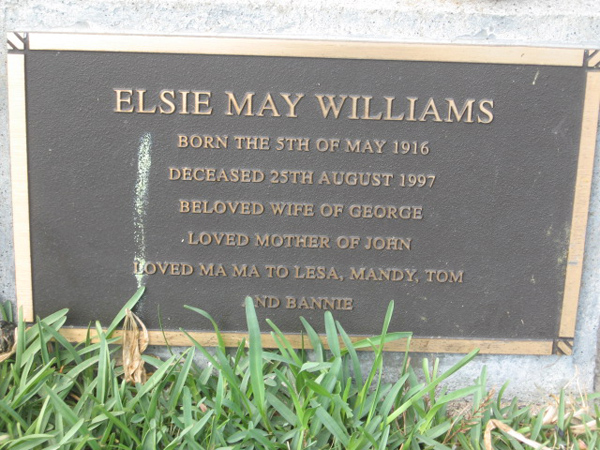 ELSIE MAY WILLIAMS
BORN THE 5TH OF MAY 1916
DECEASED 25TH AUGUST 1997
BELOVED WIFE OF GEORGE
LOVED MOTHER OF JOHN
LOVED MA MA TO LESA, MANDY, TOM
AND BANNIE